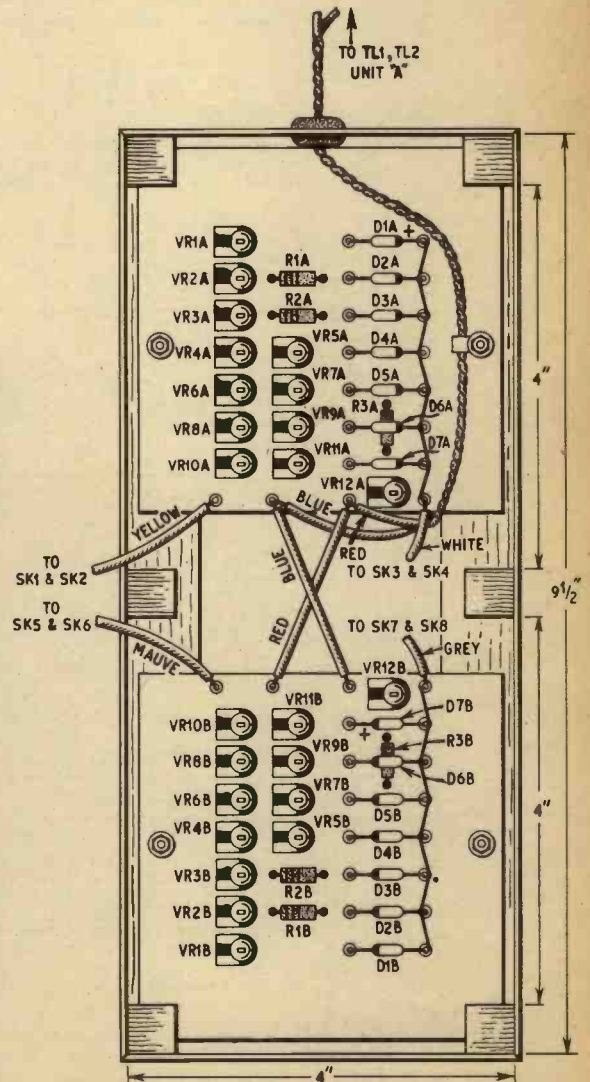 TO TL1, TL2
UNIT "A"
VR1A
D1A
+
R1A
D2A
VR2A
R2A
D3A
VR3A
VR4A
VR5A
D4A
VR6A
VR7A
D5A
R3A
D6A
VR8A
VR9A
D7A
VR10A
VR11A
VR12A
4"
BLUE
YELLOW
BLUE
RED
WHITE
TO
SK1 & SK2
TO SK3 & SK4
9½"
TO
SK5 & SK6
MAUVE
RED
TO SK7 & SK8
GREY
VR12B
VR11B
D7B
VR10B
+
R3B
VR9B
VR8B
D6B
VR7B
VR6B
D5B
VR5B
VR4B
D4B
VR3B
R2B
D3B
VR2B
R1B
D2B
VR1B
D1B
4"
4"